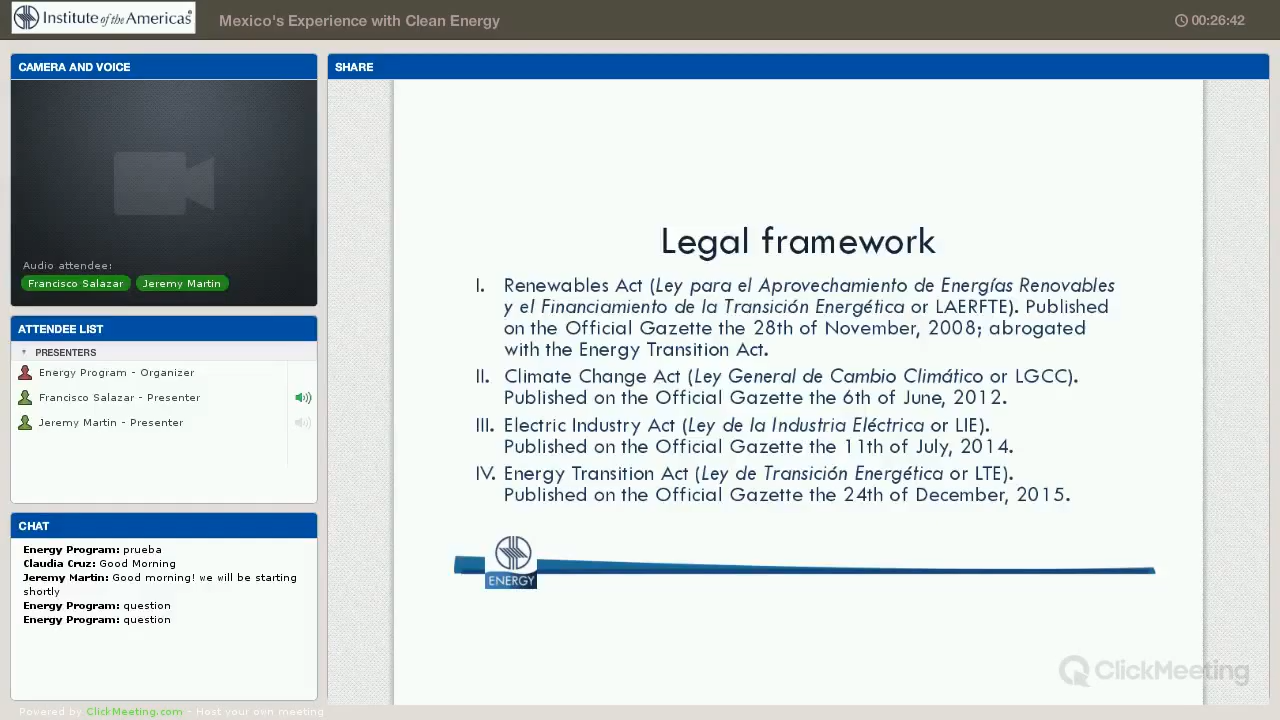 Institute of the Americas
Mexico's Experience with Clean Energy
00:26:42
CAMERA AND VOICE
Audio attendee:
Francisco Salazar
Jeremy Martin
ATTENDEE LIST
PRESENTERS
Energy Program - Organizer
Francisco Salazar - Presenter
Jeremy Martin - Presenter
CHAT
Energy Program: prueba
Claudia Cruz: Good Morning
Jeremy Martin: Good morning! we will be starting
shortly
Energy Program: question
Energy Program: question
SHARE
Legal framework
I. Renewables Act (Ley para el Aprovechamiento de Energías Renovables
y el Financiamiento de la Transición Energética or LAERFTE). Published
on the Official Gazette the 28th of November, 2008; abrogated
with the Energy Transition Act.
II. Climate Change Act (Ley General de Cambio Climático or LGCC).
Published on the Official Gazette the 6th of June, 2012.
III. Electric Industry Act (Ley de la Industria Eléctrica or LIE).
Published on the Official Gazette the 11th of July, 2014.
IV. Energy Transition Act (Ley de Transición Energética or LTE).
Published on the Official Gazette the 24th of December, 2015.
ENERGY
ClickMeeting
Powered by ClickMeeting.com - Host your own meeting